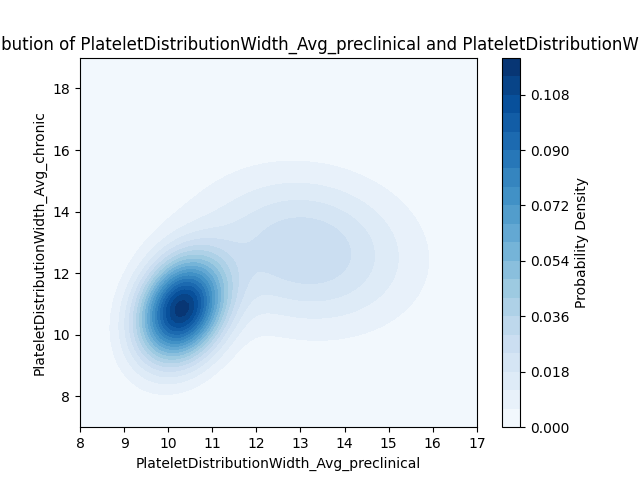 bution of PlateletDistributionWidth_Avg_preclinical and PlateletDistributionW
18
16
14
12
10
8
PlateletDistributionWidth_Avg_chronic
8 9 10 11 12 13 14 15 16 17
PlateletDistributionWidth_Avg_preclinical
0.108
0.090
0.072
0.054
0.036
0.018
0.000
Probability Density